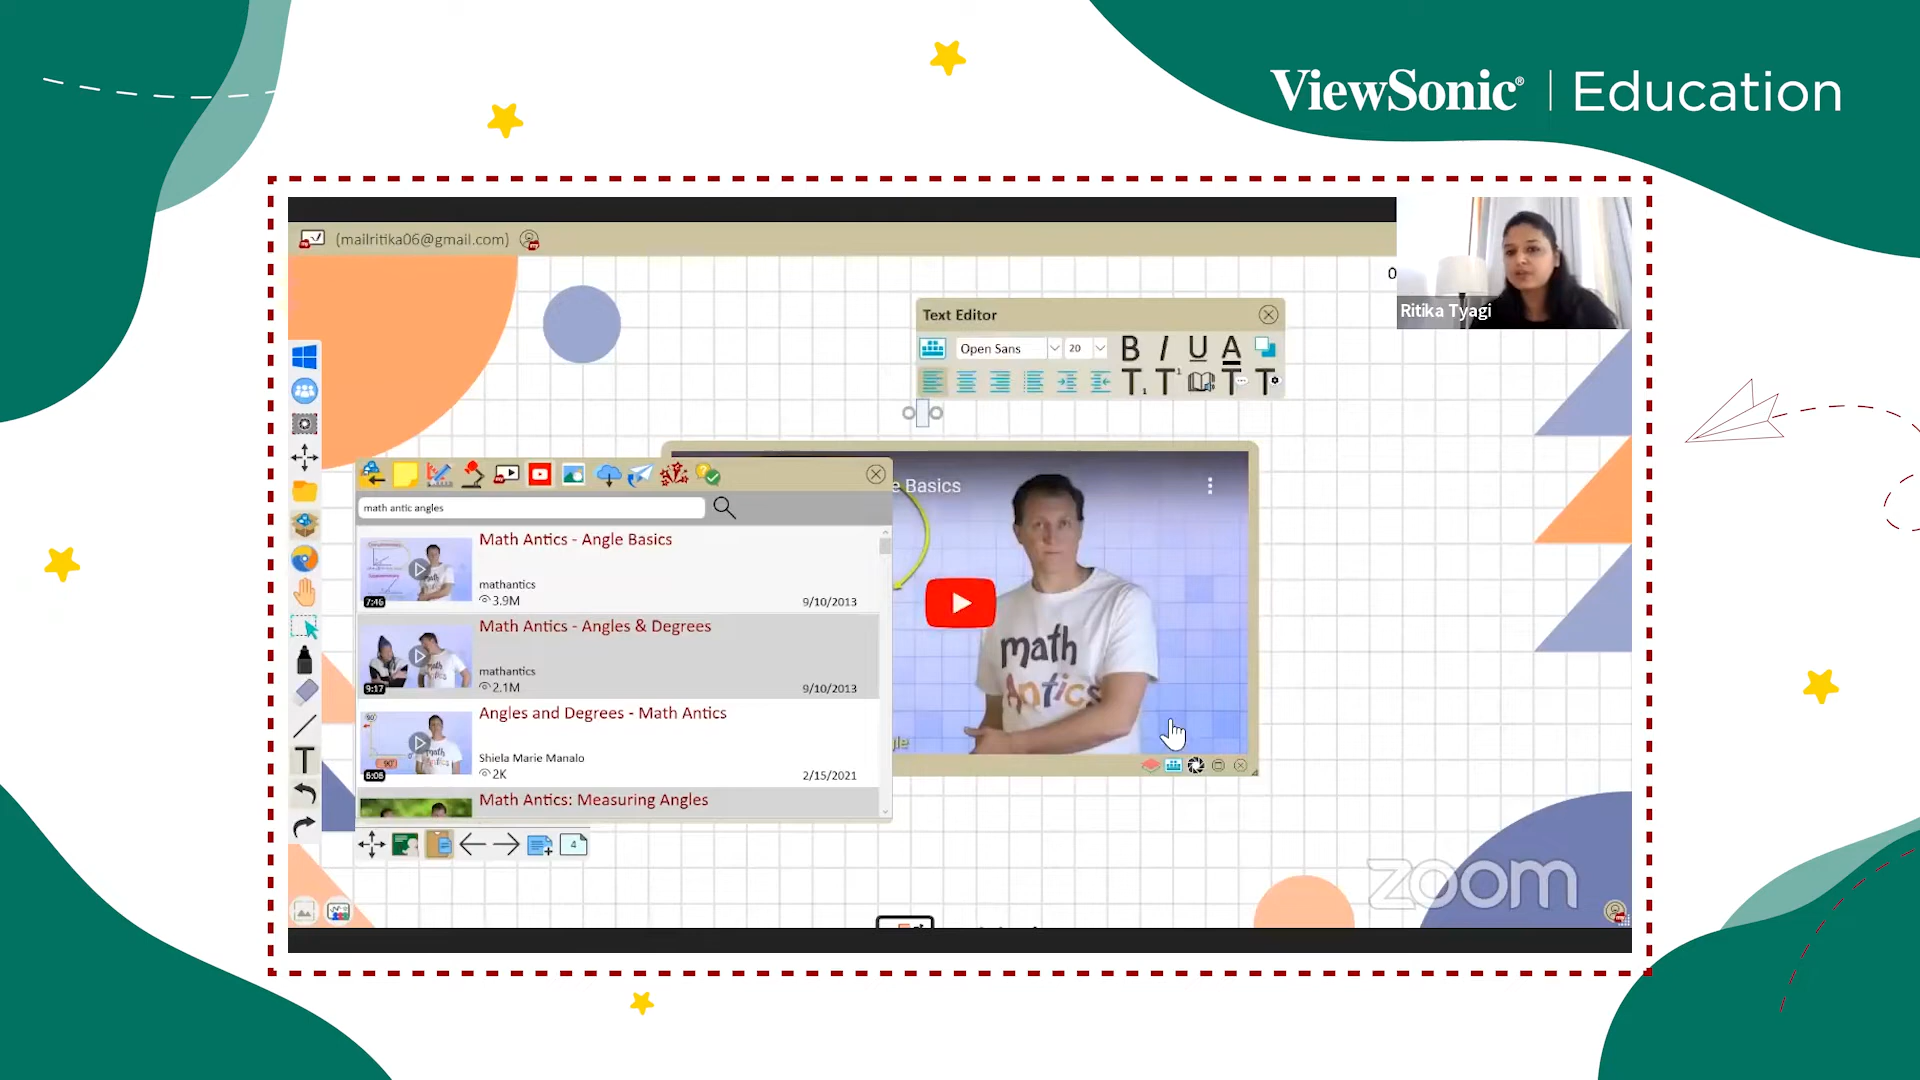 ViewSonic® | Education
(mailritika06@gmail.com)
Ritika Tyagi
Text Editor
Open Sans
20
B I U A
e Basics
math antic angles
Math Antics - Angle Basics
mathantics
3.9M
9/10/2013
7:46
Math Antics - Angles & Degrees
mathantics
2.1M
9/10/2013
9:17
Angles and Degrees - Math Antics
Shiela Marie Manalo
2K
2/15/2021
6:06
Math Antics: Measuring Angles
math
Antics
gle
4
zoom